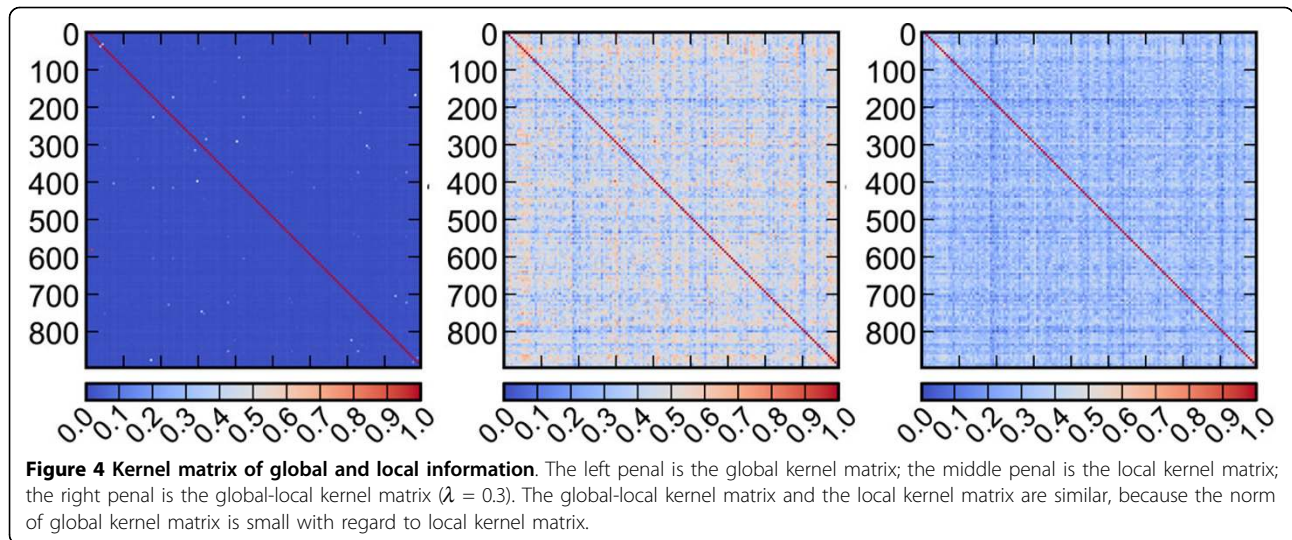 0 0 0
100 100 100
200 200 200
300 300 300
400 400 400
500 500 500
600 600 600
700 700 700
800 800 800
0.0 0.1 0.2 0.3 0.4 0.5 0.6 0.7 0.8 0.9 1.0 0.0 0.1 0.2 0.3 0.4 0.5 0.6 0.7 0.8 0.9 1.0 0.0 0.1 0.2 0.3 0.4 0.5 0.6 0.7 0.8 0.9 1.0
Figure 4 Kernel matrix of global and local information. The left penal is the global kernel matrix; the middle penal is the local kernel matrix;
the right penal is the global-local kernel matrix (λ = 0.3). The global-local kernel matrix and the local kernel matrix are similar, because the norm
of global kernel matrix is small with regard to local kernel matrix.